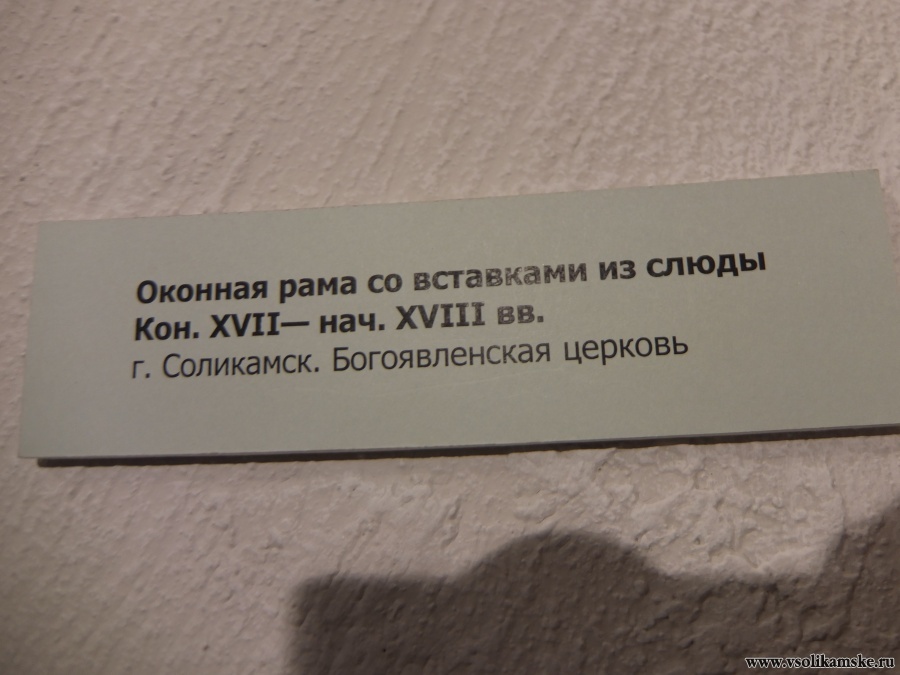 Оконная рама со вставками из слюды
Кон. XVII— нач. XVIII вв.
г. Соликамск. Богоявленская церковь
www.vsolikamske.ru